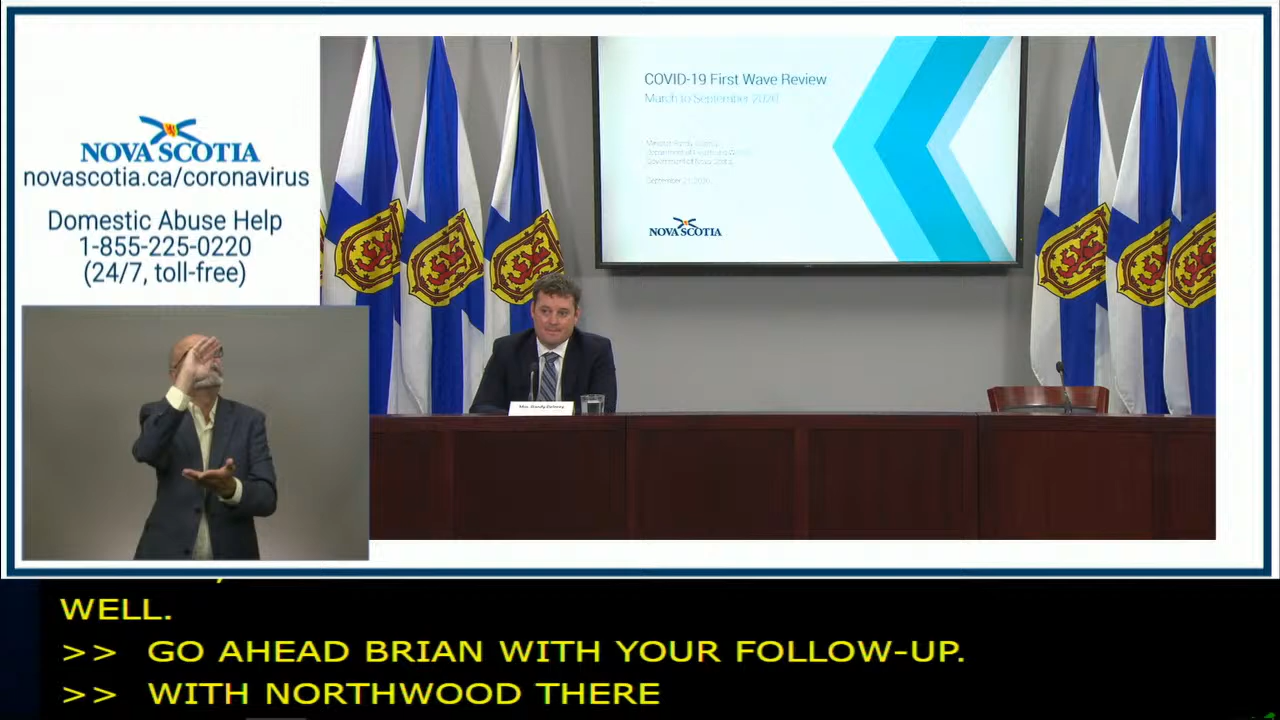 NOVA SCOTIA
novascotia.ca/coronavirus
Domestic Abuse Help
1-855-225-0220
(24/7, toll-free)
COVID-19 First Wave Review
March to September 2020
NOVA SCOTIA
WELL.
>> GO AHEAD BRIAN WITH YOUR FOLLOW-UP.
>> WITH NORTHWOOD THERE